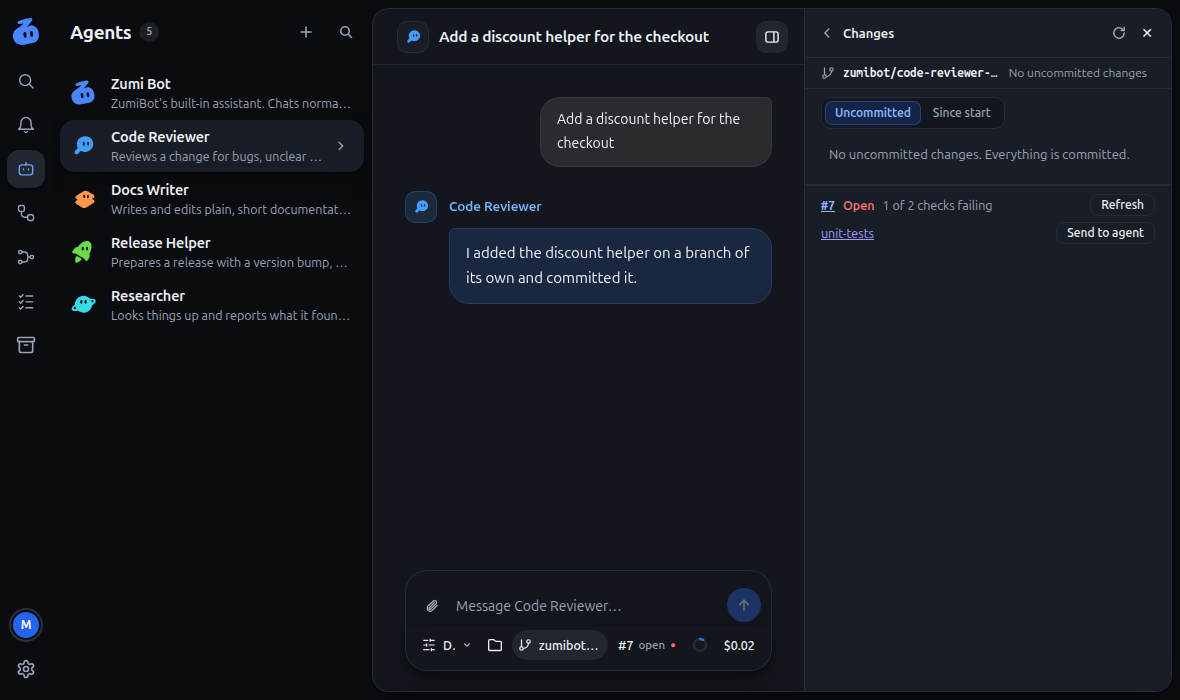 Agents 5
Zumi Bot
ZumiBot's built-in assistant. Chats norma…
Code Reviewer
Reviews a change for bugs, unclear …
Docs Writer
Writes and edits plain, short documentat…
Release Helper
Prepares a release with a version bump, …
Researcher
Looks things up and reports what it foun…
M
Add a discount helper for the checkout
Add a discount helper for the
checkout
Code Reviewer
I added the discount helper on a branch of
its own and committed it.
Message Code Reviewer…
D. zumibot… #7 open $0.02
Changes
zumibot/code-reviewer-… No uncommitted changes
Uncommitted Since start
No uncommitted changes. Everything is committed.
#7 Open 1 of 2 checks failing Refresh
unit-tests Send to agent